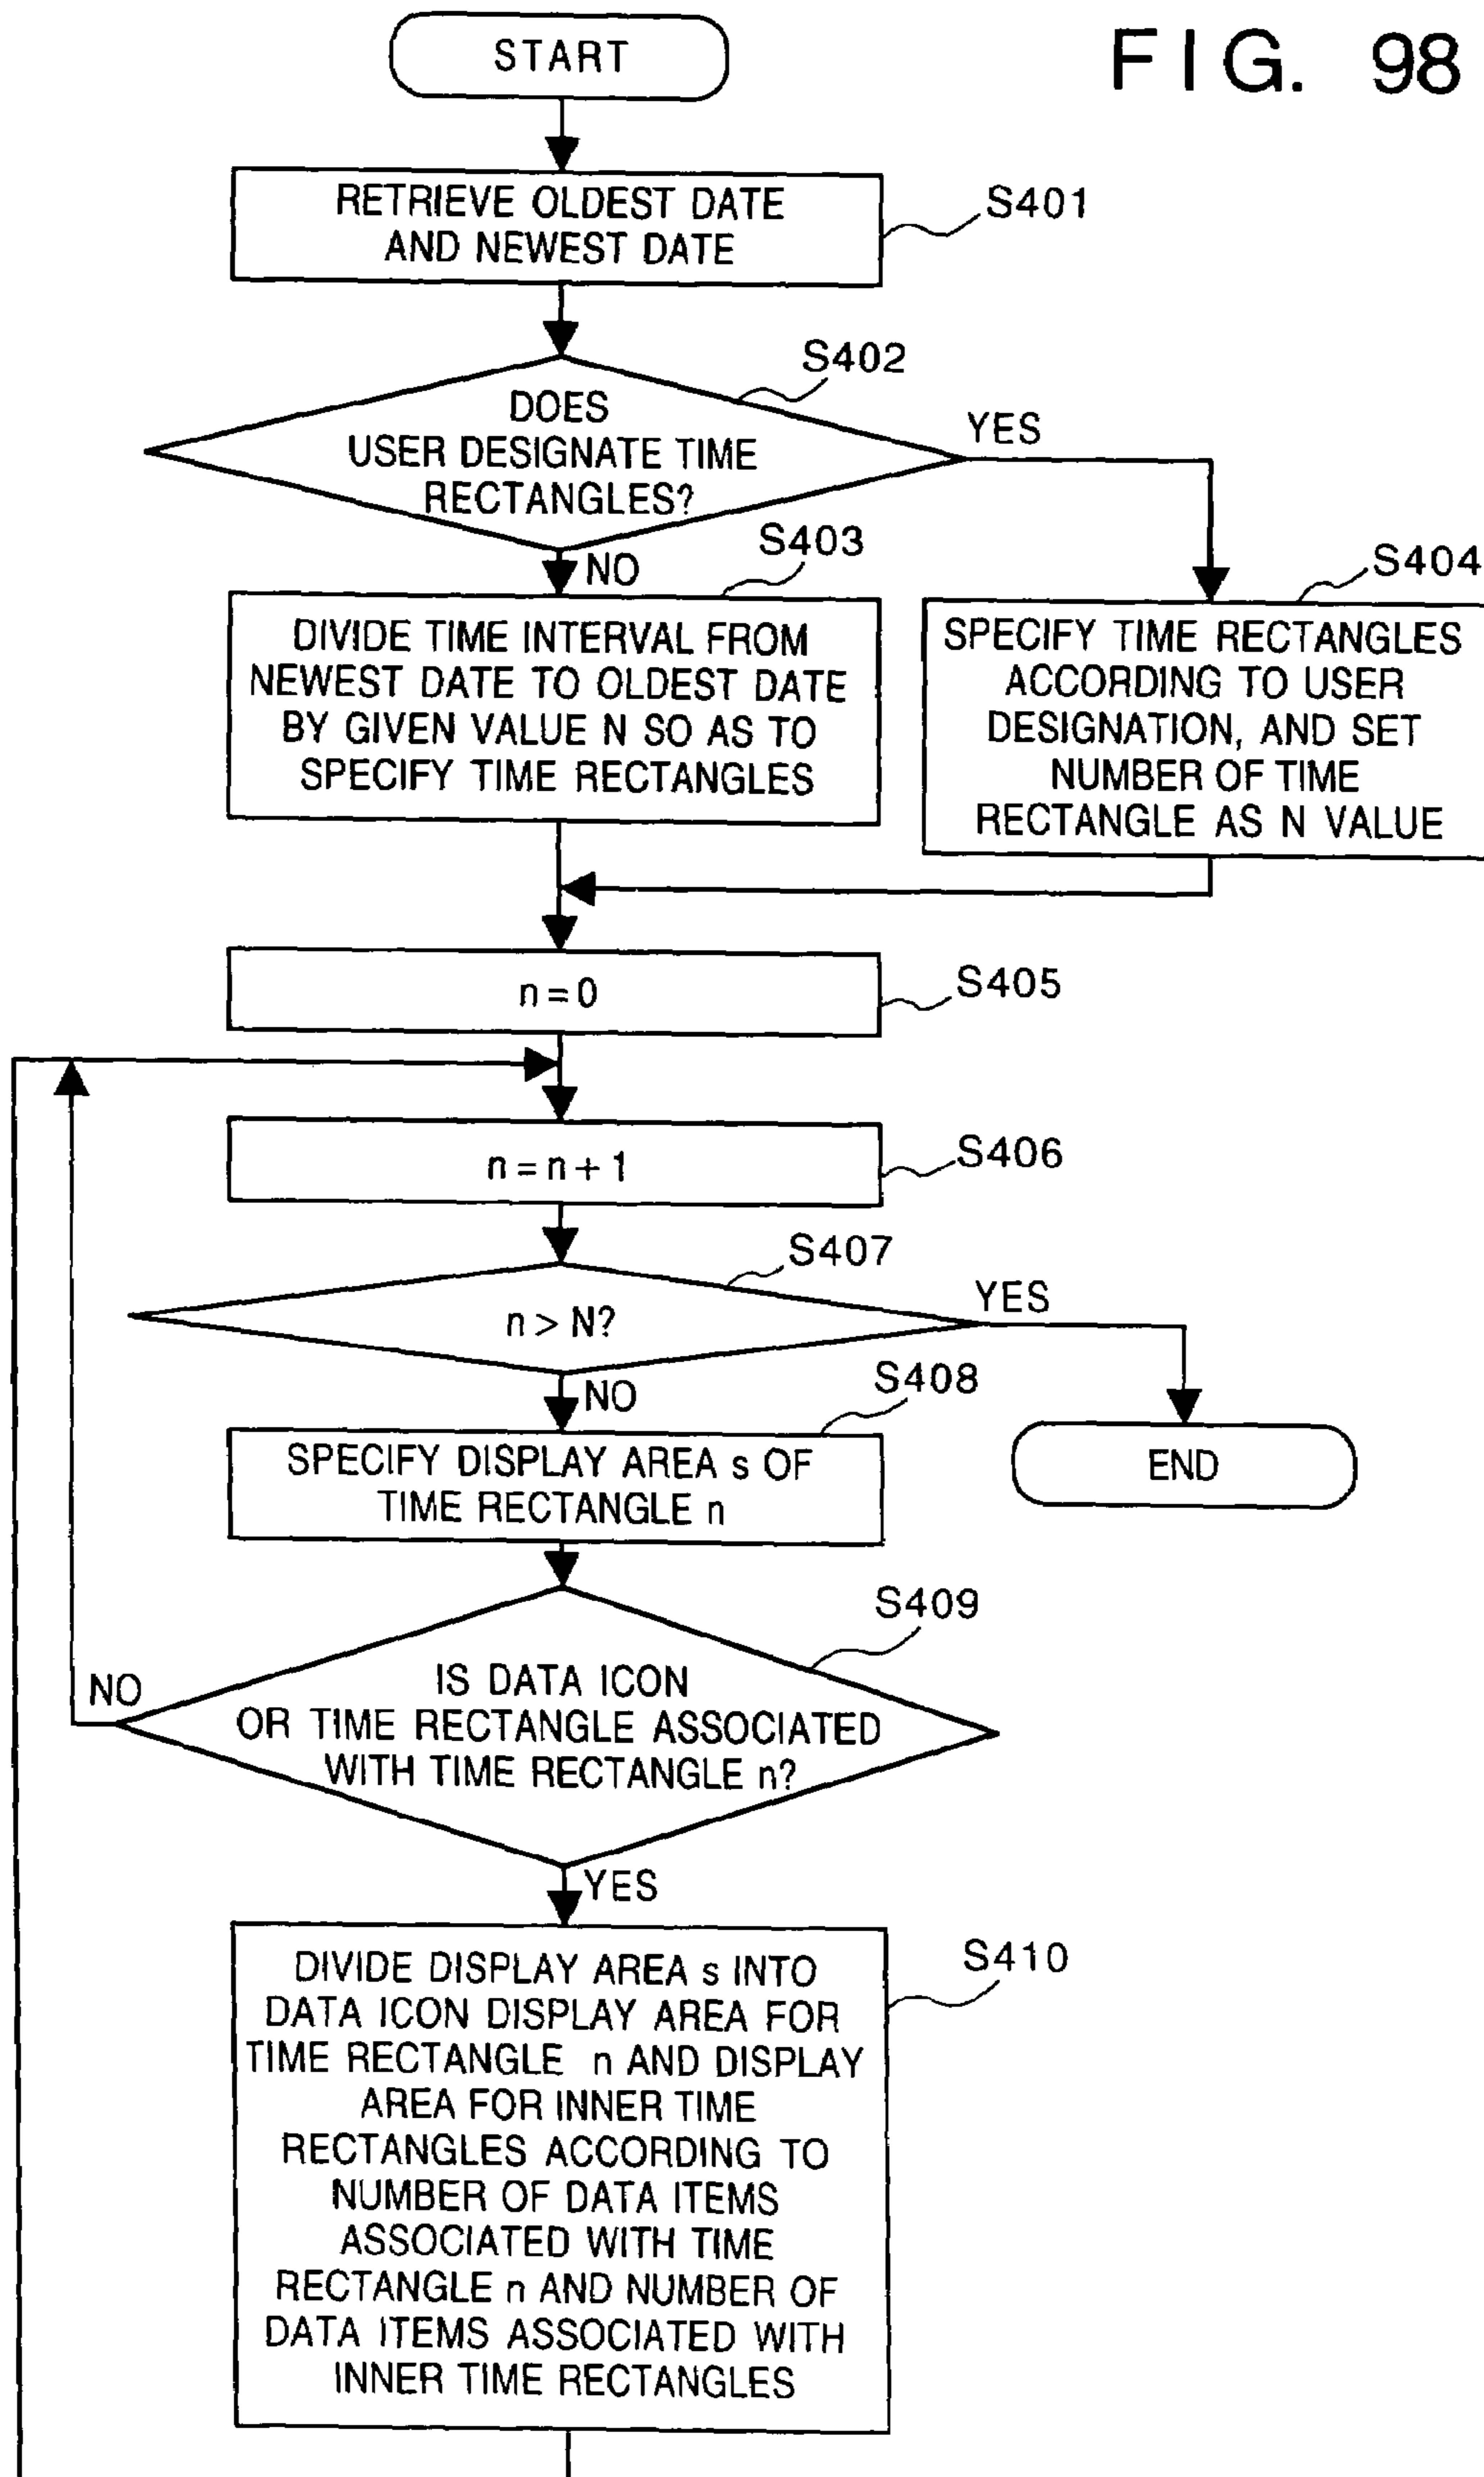 FIG. 98
START
RETRIEVE OLDEST DATE
AND NEWEST DATE
S401
S402
DOES
USER DESIGNATE TIME
RECTANGLES?
YES
NO
S403
DIVIDE TIME INTERVAL FROM
NEWEST DATE TO OLDEST DATE
BY GIVEN VALUE N SO AS TO
SPECIFY TIME RECTANGLES
S404
SPECIFY TIME RECTANGLES
ACCORDING TO USER
DESIGNATION, AND SET
NUMBER OF TIME
RECTANGLE AS N VALUE
n=0
S405
n=n+1
S406
S407
n>N?
YES
NO
END
S408
SPECIFY DISPLAY AREA s OF
TIME RECTANGLE n
S409
IS DATA ICON
OR TIME RECTANGLE ASSOCIATED
WITH TIME RECTANGLE n?
NO
YES
S410
DIVIDE DISPLAY AREA s INTO
DATA ICON DISPLAY AREA FOR
TIME RECTANGLE n AND DISPLAY
AREA FOR INNER TIME
RECTANGLES ACCORDING TO
NUMBER OF DATA ITEMS
ASSOCIATED WITH TIME
RECTANGLE n AND NUMBER OF
DATA ITEMS ASSOCIATED WITH
INNER TIME RECTANGLES